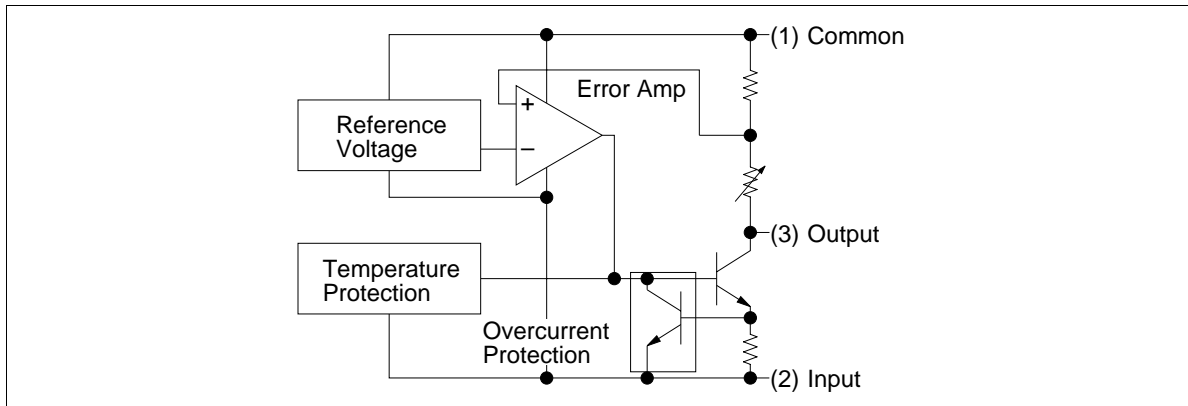 (1) Common
Error Amp
+
Reference
Voltage
−
(3) Output
Temperature
Protection
Overcurrent
Protection
(2) Input